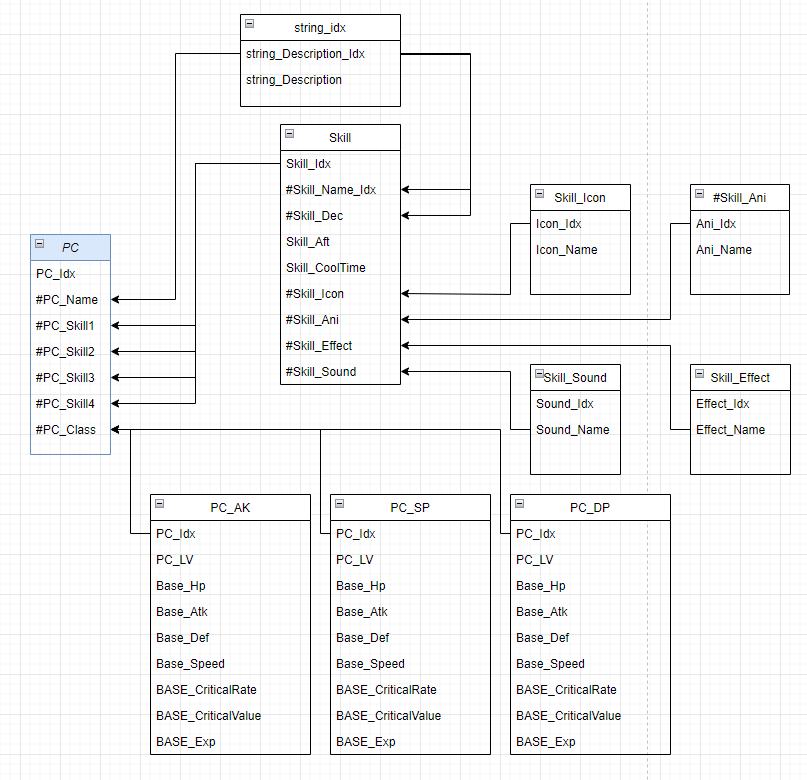 string_idx
string_Description_Idx
string_Description
Skill
Skill_Idx
#Skill_Name_Idx
#Skill_Dec
Skill_Aft
Skill_CoolTime
#Skill_Icon
#Skill_Ani
#Skill_Effect
#Skill_Sound
Skill_Icon
Icon_Idx
Icon_Name
#Skill_Ani
Ani_Idx
Ani_Name
PC
PC_Idx
#PC_Name
#PC_Skill1
#PC_Skill2
#PC_Skill3
#PC_Skill4
#PC_Class
Skill_Sound
Sound_Idx
Sound_Name
Skill_Effect
Effect_Idx
Effect_Name
PC_AK
PC_Idx
PC_LV
Base_Hp
Base_Atk
Base_Def
Base_Speed
BASE_CriticalRate
BASE_CriticalValue
BASE_Exp
PC_SP
PC_Idx
PC_LV
Base_Hp
Base_Atk
Base_Def
Base_Speed
BASE_CriticalRate
BASE_CriticalValue
BASE_Exp
PC_DP
PC_Idx
PC_LV
Base_Hp
Base_Atk
Base_Def
Base_Speed
BASE_CriticalRate
BASE_CriticalValue
BASE_Exp